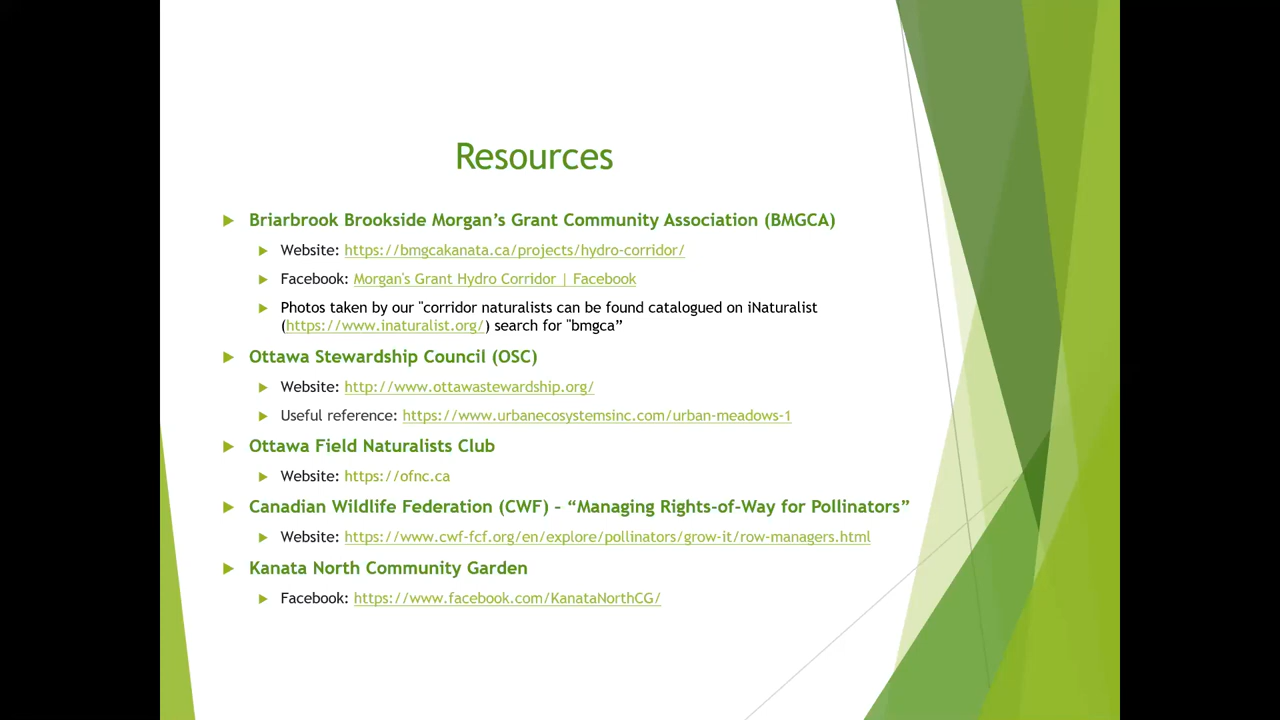 Resources
Briarbrook Brookside Morgan’s Grant Community Association (BMGCA)
Website: https://bmgcakanata.ca/projects/hydro-corridor/
Facebook: Morgan's Grant Hydro Corridor | Facebook
Photos taken by our "corridor naturalists can be found catalogued on iNaturalist
(https://www.inaturalist.org/) search for "bmgca”
Ottawa Stewardship Council (OSC)
Website: http://www.ottawastewardship.org/
Useful reference: https://www.urbanecosystemsinc.com/urban-meadows-1
Ottawa Field Naturalists Club
Website: https://ofnc.ca
Canadian Wildlife Federation (CWF) – “Managing Rights-of-Way for Pollinators”
Website: https://www.cwf-fcf.org/en/explore/pollinators/grow-it/row-managers.html
Kanata North Community Garden
Facebook: https://www.facebook.com/KanataNorthCG/